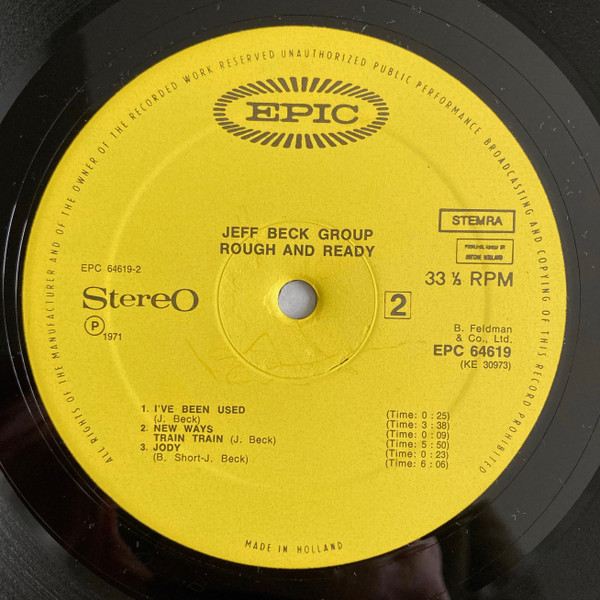 ALL RIGHTS OF THE MANUFACTURER AND OF THE OWNER OF THE RECORDED WORK RESERVED UNAUTHORIZED PUBLIC PERFORMANCE BROADCASTING AND COPYING OF THIS RECORD PROHIBITED
EPIC
JEFF BECK GROUP
ROUGH AND READY
STEMRA
EPC 64619-2
33 ⅓ RPM
Stereo
2
℗ 1971
B. Feldman
& Co., Ltd.
EPC 64619
(KE 30973)
1. I'VE BEEN USED (Time: 0 : 25)
(J. Beck) (Time: 3 : 38)
2. NEW WAYS (Time: 0 : 09)
TRAIN TRAIN (J. Beck) (Time: 5 : 50)
3. JODY (Time: 0 : 23)
(B. Short-J. Beck) (Time: 6 : 06)
MADE IN HOLLAND